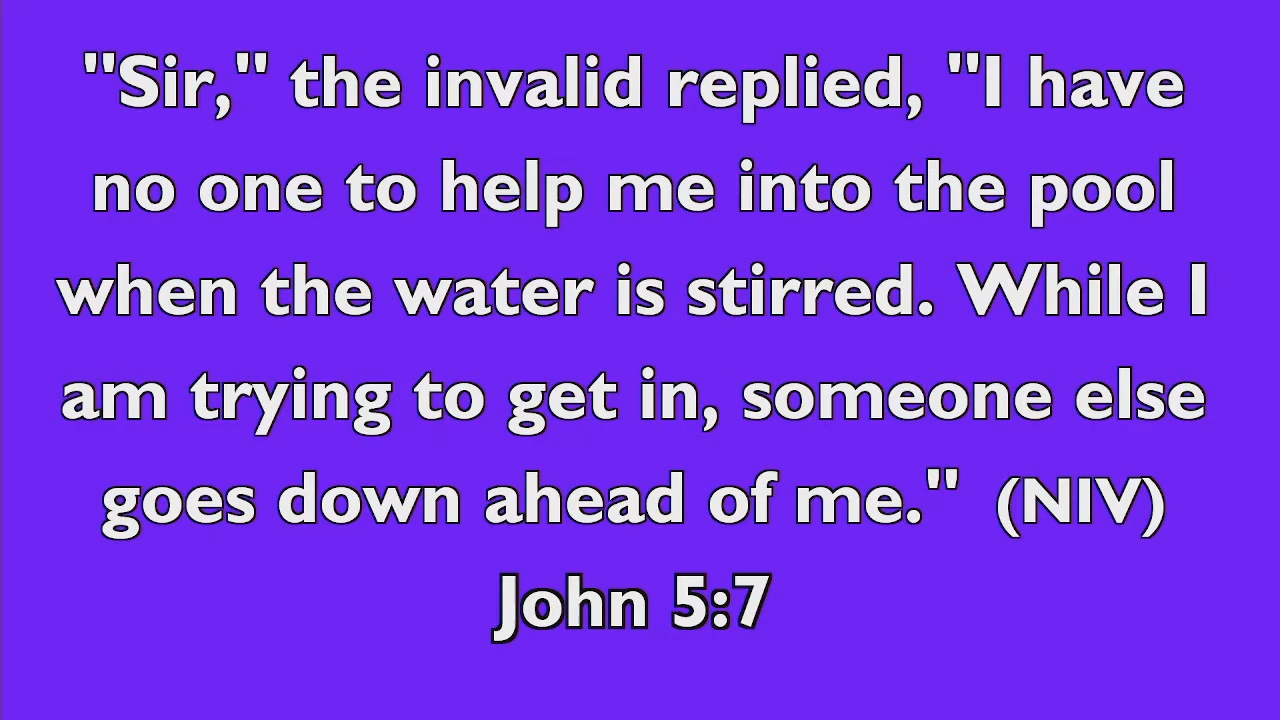 "Sir," the invalid replied, "I have
no one to help me into the pool
when the water is stirred. While I
am trying to get in, someone else
goes down ahead of me." (NIV)
John 5:7